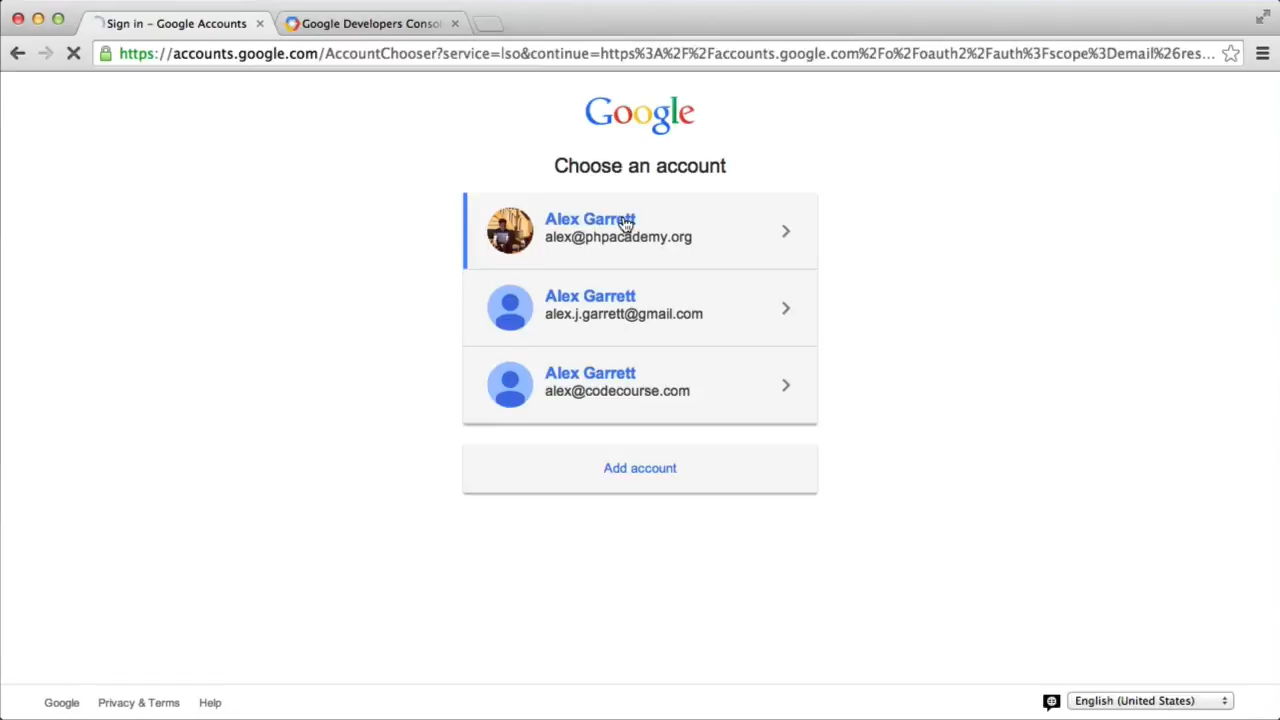 Sign in – Google Accounts
Google Developers Consol
https://accounts.google.com/AccountChooser?service=lso&continue=https%3A%2F%2Faccounts.google.com%2Fo%2Foauth2%2Fauth%3Fscope%3Demail%26res...
Google
Choose an account
Alex Garrett
alex@phpacademy.org
Alex Garrett
alex.j.garrett@gmail.com
Alex Garrett
alex@codecourse.com
Add account
Google Privacy & Terms Help
English (United States)